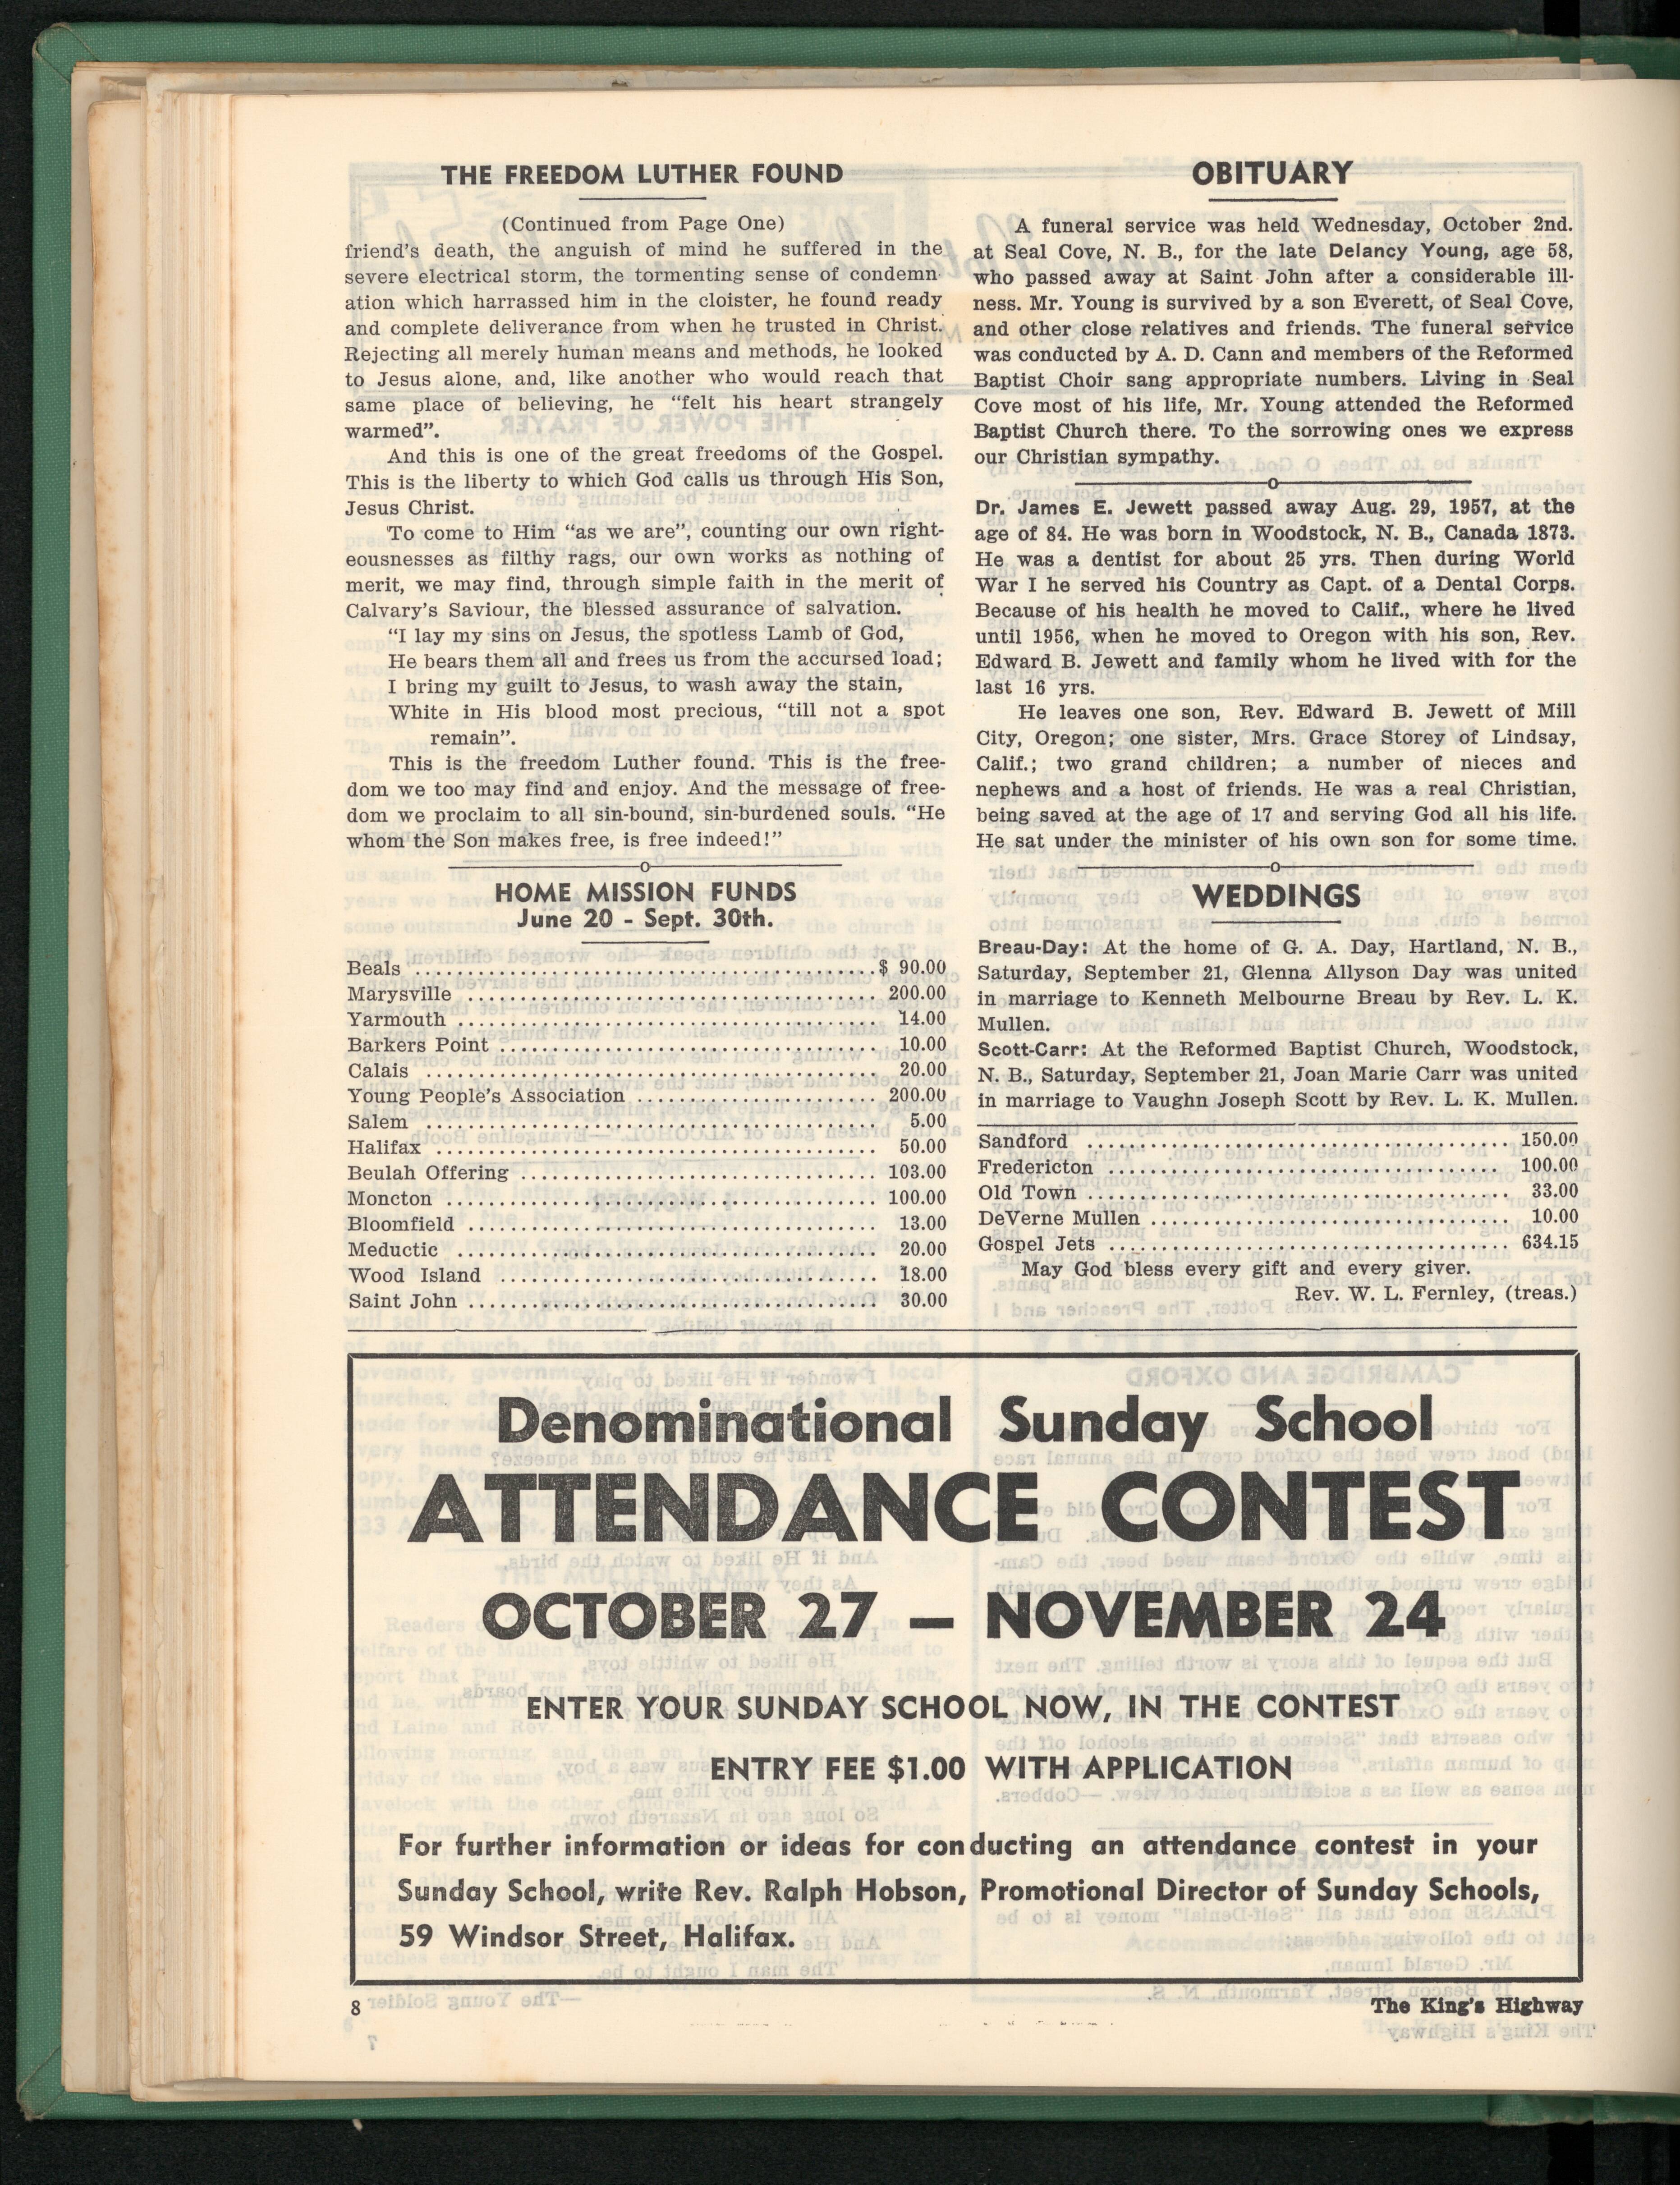 THE FREEDOM LUTHER FOUND
(Continued from Page One)
friend's death, the anguish of mind he suffered in the
severe electrical storm, the tormenting sense of condemn-
ation which harrassed him in the cloister, he found ready
and complete deliverance from when he trusted in Christ.
Rejecting all merely human means and methods, he looked
to Jesus alone, and, like another who would reach that
same place of believing, he “felt his heart strangely
warmed”.
And this is one of the great freedoms of the Gospel.
This is the liberty to which God calls us through His Son,
Jesus Christ.
To come to Him “as we are”, counting our own right-
eousnesses as filthy rags, our own works as nothing of
merit, we may find, through simple faith in the merit of
Calvary's Saviour, the blessed assurance of salvation.
“I lay my sins on Jesus, the spotless Lamb of God,
He bears them all and frees us from the accursed load;
I bring my guilt to Jesus, to wash away the stain,
White in His blood most precious, “till not a spot
remain”.
This is the freedom Luther found. This is the free-
dom we too may find and enjoy. And the message of free-
dom we proclaim to all sin-bound, sin-burdened souls. “He
whom the Son makes free, is free indeed!”
HOME MISSION FUNDS
June 20 - Sept. 30th.
Beals ........ $ 90.00
Marysville ........ 200.00
Yarmouth ........ 14.00
Barkers Point ........ 10.00
Calais ........ 20.00
Young People's Association ........ 200.00
Salem ........ 5.00
Halifax ........ 50.00
Beulah Offering ........ 103.00
Moncton ........ 100.00
Bloomfield ........ 13.00
Meductic ........ 20.00
Wood Island ........ 18.00
Saint John ........ 30.00
OBITUARY
A funeral service was held Wednesday, October 2nd.
at Seal Cove, N. B., for the late Delancy Young, age 58,
who passed away at Saint John after a considerable ill-
ness. Mr. Young is survived by a son Everett, of Seal Cove,
and other close relatives and friends. The funeral service
was conducted by A. D. Cann and members of the Reformed
Baptist Choir sang appropriate numbers. Living in Seal
Cove most of his life, Mr. Young attended the Reformed
Baptist Church there. To the sorrowing ones we express
our Christian sympathy.
Dr. James E. Jewett passed away Aug. 29, 1957, at the
age of 84. He was born in Woodstock, N. B., Canada 1873.
He was a dentist for about 25 yrs. Then during World
War I he served his Country as Capt. of a Dental Corps.
Because of his health he moved to Calif., where he lived
until 1956, when he moved to Oregon with his son, Rev.
Edward B. Jewett and family whom he lived with for the
last 16 yrs.
He leaves one son, Rev. Edward B. Jewett of Mill
City, Oregon; one sister, Mrs. Grace Storey of Lindsay,
Calif.; two grand children; a number of nieces and
nephews and a host of friends. He was a real Christian,
being saved at the age of 17 and serving God all his life.
He sat under the minister of his own son for some time.
WEDDINGS
Breau-Day: At the home of G. A. Day, Hartland, N. B.,
Saturday, September 21, Glenna Allyson Day was united
in marriage to Kenneth Melbourne Breau by Rev. L. K.
Mullen.
Scott-Carr: At the Reformed Baptist Church, Woodstock,
N. B., Saturday, September 21, Joan Marie Carr was united
in marriage to Vaughn Joseph Scott by Rev. L. K. Mullen.
Sandford ........ 150.00
Fredericton ........ 100.00
Old Town ........ 33.00
DeVerne Mullen ........ 10.00
Gospel Jets ........ 634.15
May God bless every gift and every giver.
Rev. W. L. Fernley, (treas.)
Denominational Sunday School
ATTENDANCE CONTEST
OCTOBER 27 — NOVEMBER 24
ENTER YOUR SUNDAY SCHOOL NOW, IN THE CONTEST
ENTRY FEE $1.00 WITH APPLICATION
For further information or ideas for conducting an attendance contest in your
Sunday School, write Rev. Ralph Hobson, Promotional Director of Sunday Schools,
59 Windsor Street, Halifax.
8
The King's Highway